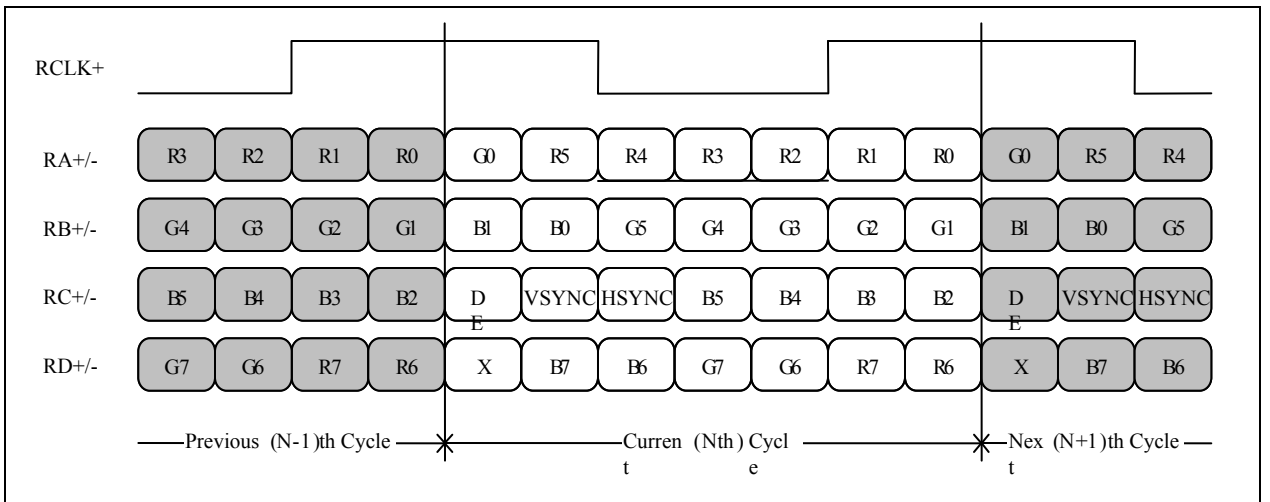 RCLK+
RA+/- R3 R2 R1 R0 G0 R5 R4 R3 R2 R1 R0 G0 R5 R4
RB+/- G4 G3 G2 G1 B1 B0 G5 G4 G3 G2 G1 B1 B0 G5
RC+/- B5 B4 B3 B2 D VSYNC HSYNC B5 B4 B3 B2 D VSYNC HSYNC
E E
RD+/- G7 G6 R7 R6 X B7 B6 G7 G6 R7 R6 X B7 B6
Previous (N-1)th Cycle Curren (Nth) Cycl Nex (N+1)th Cycle
t e t